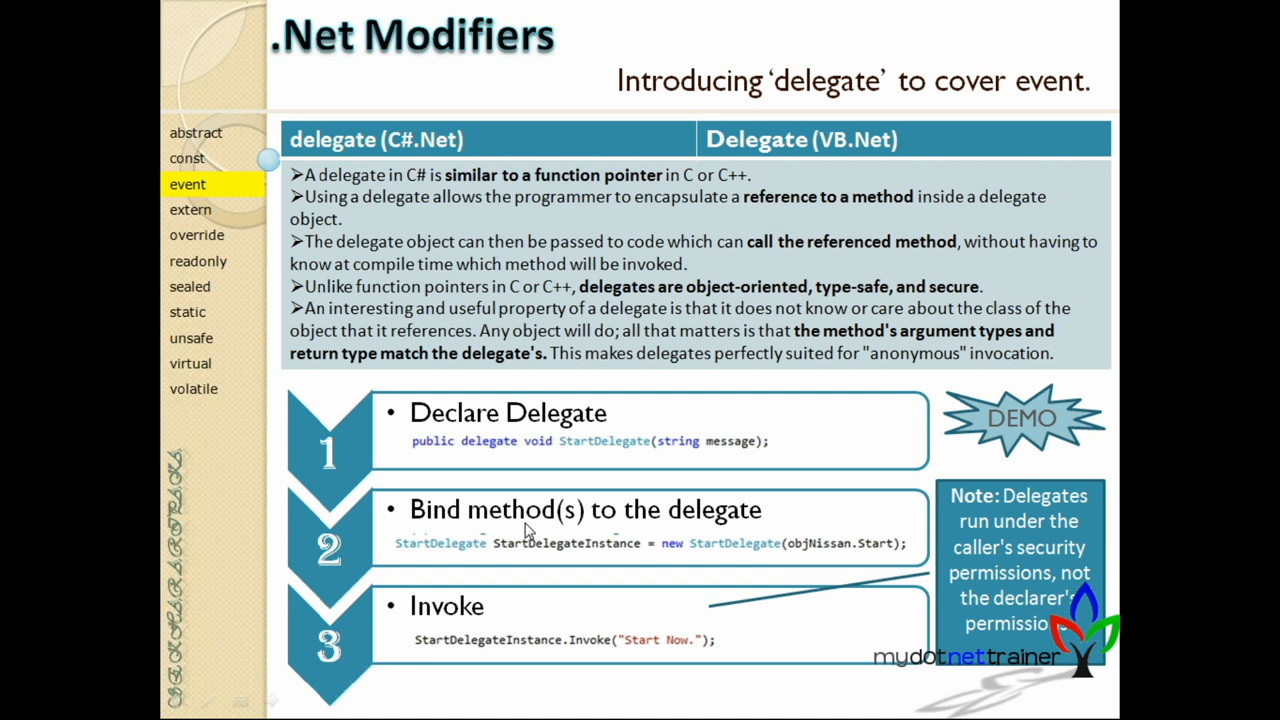 .Net Modifiers
Introducing ‘delegate’ to cover event.
abstract
const
event
extern
override
readonly
sealed
static
unsafe
virtual
volatile
delegate (C#.Net)
Delegate (VB.Net)
➢A delegate in C# is similar to a function pointer in C or C++.
➢Using a delegate allows the programmer to encapsulate a reference to a method inside a delegate
object.
➢The delegate object can then be passed to code which can call the referenced method, without having to
know at compile time which method will be invoked.
➢Unlike function pointers in C or C++, delegates are object-oriented, type-safe, and secure.
➢An interesting and useful property of a delegate is that it does not know or care about the class of the
object that it references. Any object will do; all that matters is that the method's argument types and
return type match the delegate's. This makes delegates perfectly suited for "anonymous" invocation.
1
• Declare Delegate
public delegate void StartDelegate(string message);
2
• Bind method(s) to the delegate
StartDelegate StartDelegateInstance = new StartDelegate(objNissan.Start);
3
• Invoke
StartDelegateInstance.Invoke("Start Now.");
DEMO
Note: Delegates
run under the
caller's security
permissions, not
the declarer's
mydotnettrainer